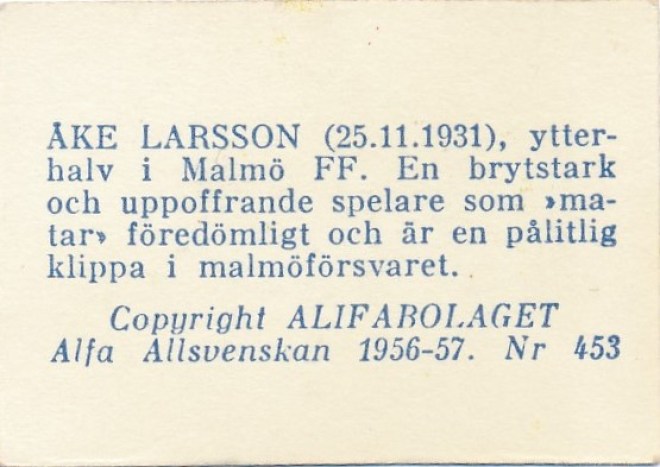 ÅKE LARSSON (25.11.1931), ytter-
halv i Malmö FF. En brytstark
och uppoffrande spelare som »ma-
tar» föredömligt och är en pålitlig
klippa i malmöförsvaret.
Copyright ALIFABOLAGET
Alfa Allsvenskan 1956-57. Nr 453